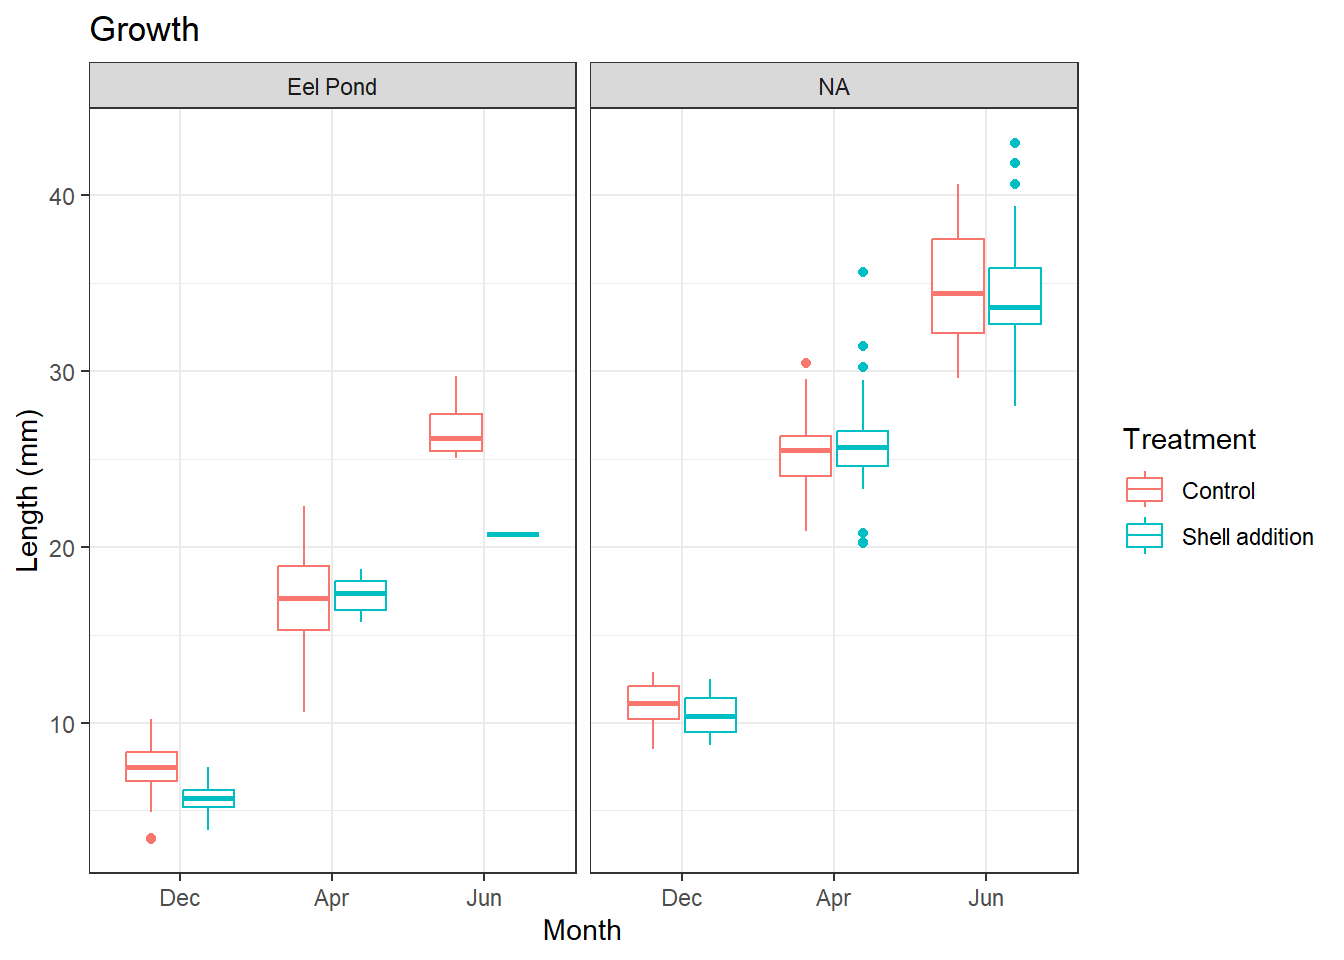 Growth
Eel Pond
NA
40
30
20
10
Length (mm)
Dec
Apr
Jun
Dec
Apr
Jun
Month
Treatment
Control
Shell addition